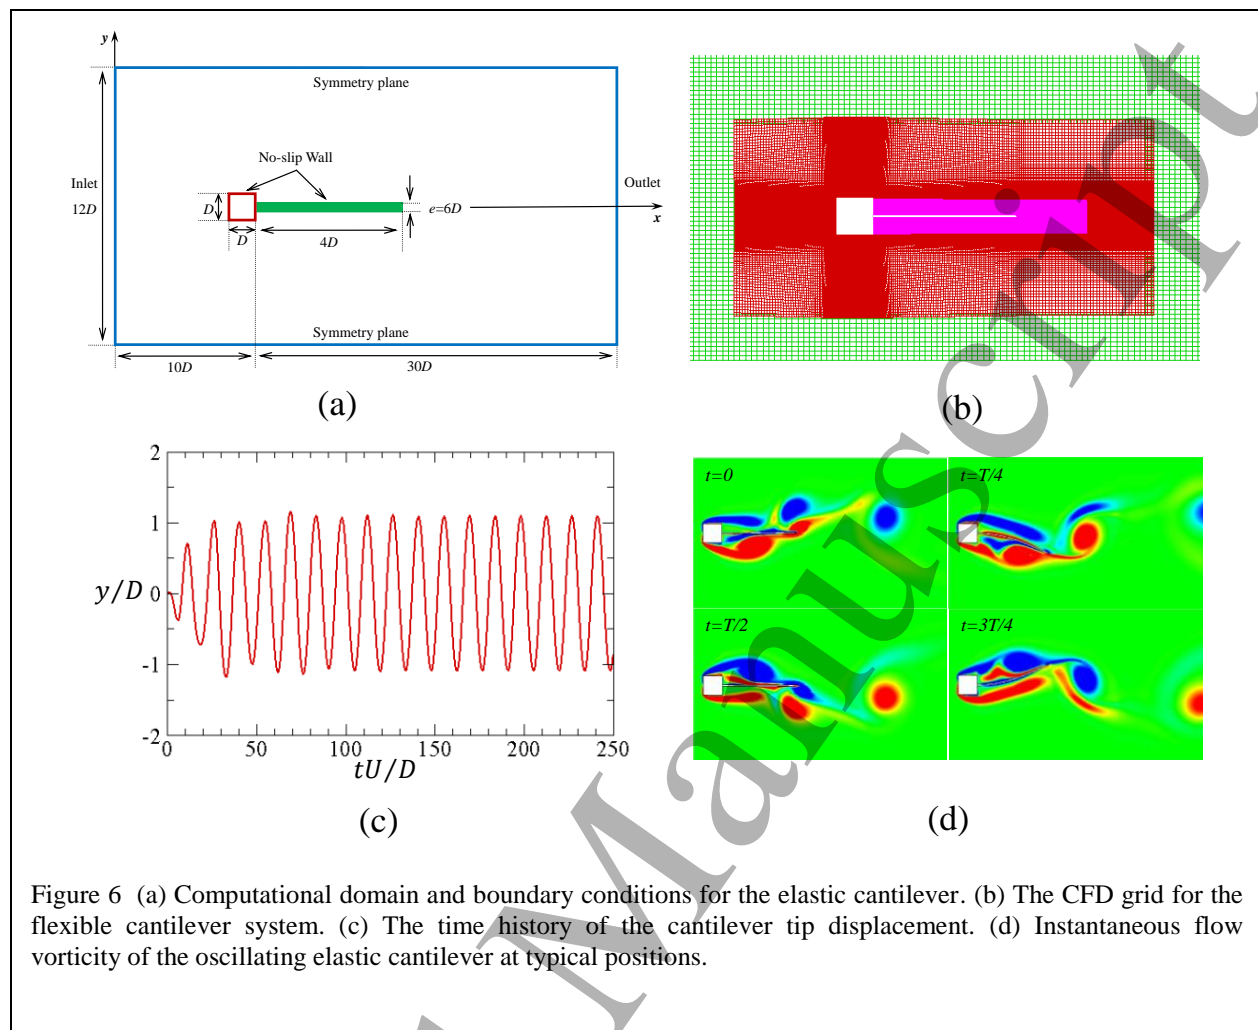 y
Symmetry plane
No-slip Wall
Inlet
Outlet
12D
D
e=6D
x
D
4D
Symmetry plane
10D
30D
(a)
(b)
2
1
y/D 0
-1
-2
0 50 100 150 200 250
tU/D
(c)
t=0
t=T/4
t=T/2
t=3T/4
(d)
Figure 6 (a) Computational domain and boundary conditions for the elastic cantilever. (b) The CFD grid for the
flexible cantilever system. (c) The time history of the cantilever tip displacement. (d) Instantaneous flow
vorticity of the oscillating elastic cantilever at typical positions.
Manuscript